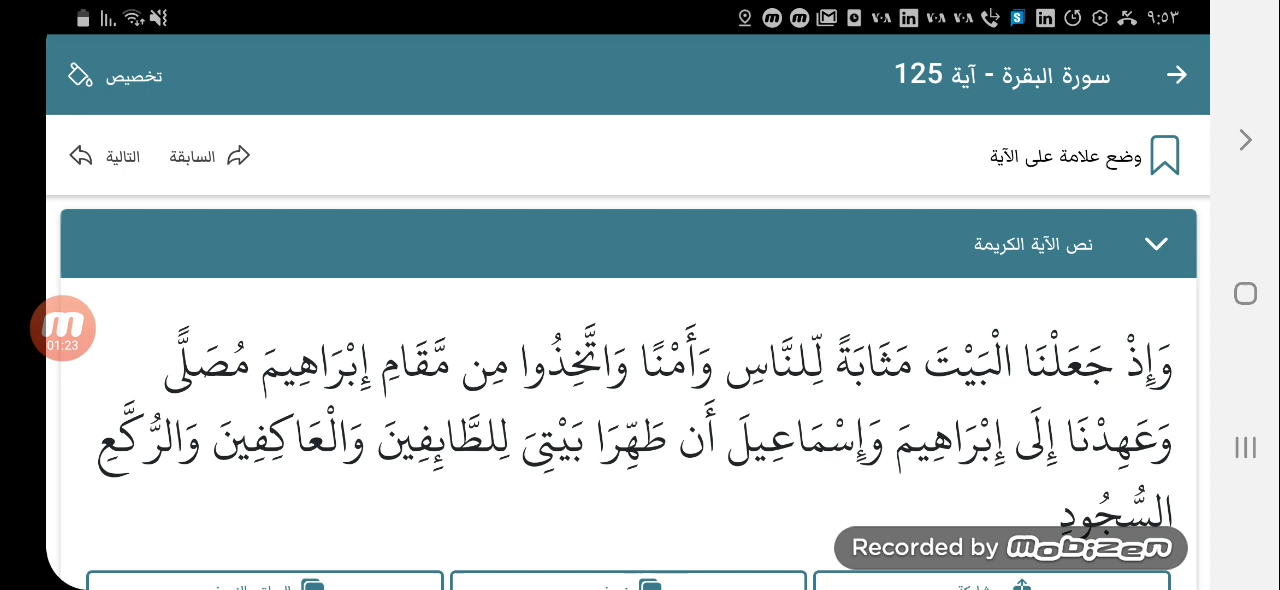 ٩:٥٣
سورة البقرة - آية 125
تخصيص
وضع علامة على الآية
السابقة
التالية
نص الآية الكريمة
01:23
وَإِذْ جَعَلْنَا الْبَيْتَ مَثَابَةً لِّلنَّاسِ وَأَمْنًا وَاتَّخِذُوا مِن مَّقَامِ إِبْرَاهِيمَ مُصَلًّى
وَعَهِدْنَا إِلَى إِبْرَاهِيمَ وَإِسْمَاعِيلَ أَن طَهِّرَا بَيْتِىَ لِلطَّائِفِينَ وَالْعَاكِفِينَ وَالرُّكَّعِ
السُّجُودِ
Recorded by mobizen